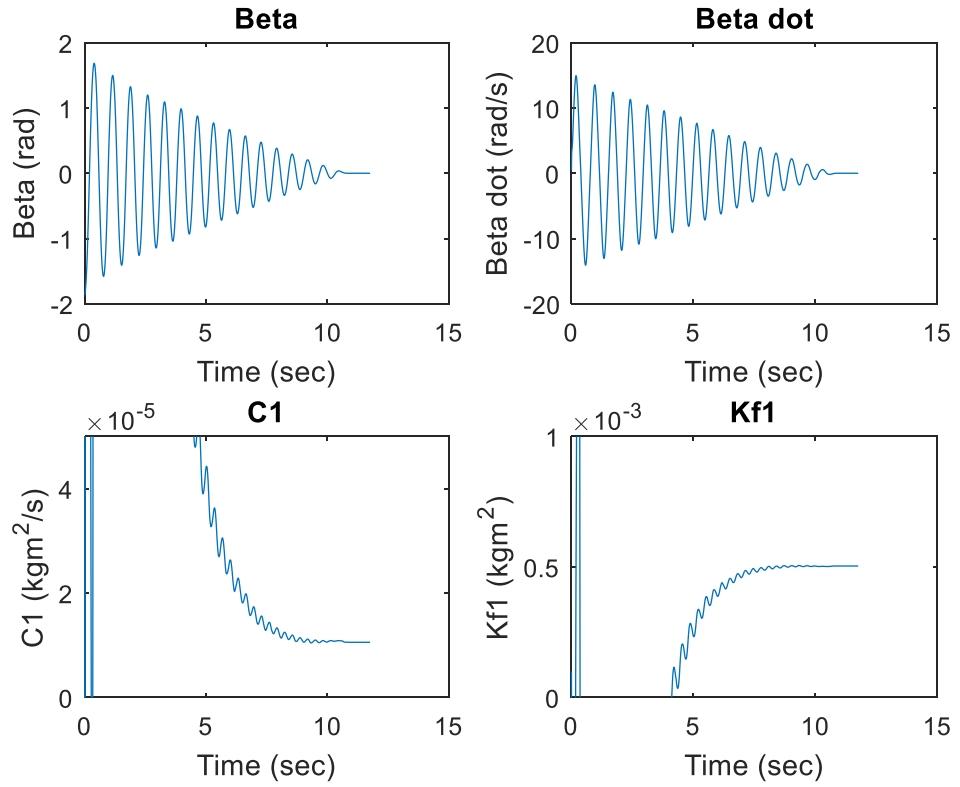 Beta
Beta (rad)
2
1
0
-1
-2
0 5 10 15
Time (sec)
Beta dot
Beta dot (rad/s)
20
10
0
-10
-20
0 5 10 15
Time (sec)
C1
×10⁻⁵
C1 (kgm²/s)
4
2
0
0 5 10 15
Time (sec)
Kf1
×10⁻³
Kf1 (kgm²)
1
0.5
0
0 5 10 15
Time (sec)